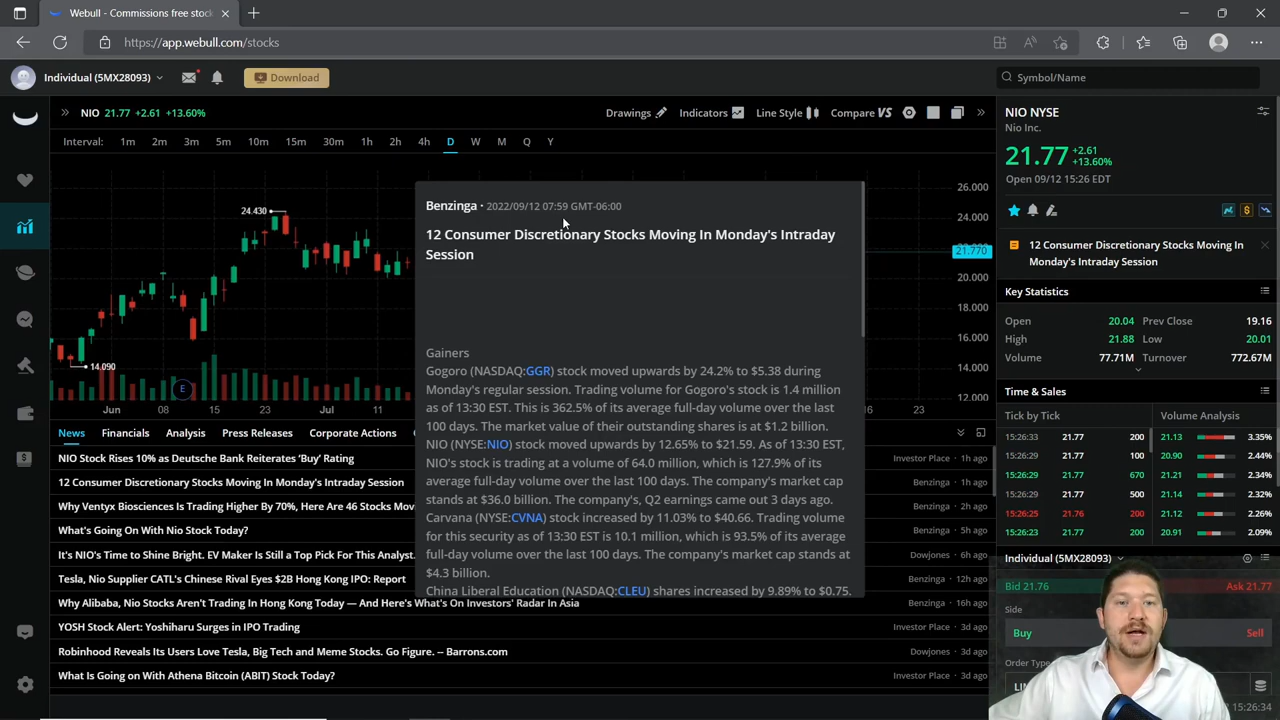 Webull - Commissions free stoc
https://app.webull.com/stocks
Individual (5MX28093)
Download
Symbol/Name
NIO 21.77 +2.61 +13.60%
Drawings
Indicators
Line Style
Compare VS
Interval: 1m 2m 3m 5m 10m 15m 30m 1h 2h 4h D W M Q Y
24.430
14.090
E
26.000
24.000
21.770
20.000
18.000
16.000
14.000
12.000
Jun 08 15 23 Jul 11
23
Benzinga • 2022/09/12 07:59 GMT-06:00
12 Consumer Discretionary Stocks Moving In Monday's Intraday
Session
Gainers
Gogoro (NASDAQ:GGR) stock moved upwards by 24.2% to $5.38 during
Monday's regular session. Trading volume for Gogoro's stock is 1.4 million
as of 13:30 EST. This is 362.5% of its average full-day volume over the last
100 days. The market value of their outstanding shares is at $1.2 billion.
NIO (NYSE:NIO) stock moved upwards by 12.65% to $21.59. As of 13:30 EST,
NIO's stock is trading at a volume of 64.0 million, which is 127.9% of its
average full-day volume over the last 100 days. The company's market cap
stands at $36.0 billion. The company's, Q2 earnings came out 3 days ago.
Carvana (NYSE:CVNA) stock increased by 11.03% to $40.66. Trading volume
for this security as of 13:30 EST is 10.1 million, which is 93.5% of its average
full-day volume over the last 100 days. The company's market cap stands at
$4.3 billion.
China Liberal Education (NASDAQ:CLEU) shares increased by 9.89% to $0.75.
News Financials Analysis Press Releases Corporate Actions
NIO Stock Rises 10% as Deutsche Bank Reiterates 'Buy' Rating
Investor Place • 1h ago
12 Consumer Discretionary Stocks Moving In Monday's Intraday Session
Benzinga • 1h ago
Why Ventyx Biosciences Is Trading Higher By 70%, Here Are 46 Stocks Mov
Benzinga • 2h ago
What's Going On With Nio Stock Today?
Benzinga • 5h ago
It's NIO's Time to Shine Bright. EV Maker Is Still a Top Pick For This Analyst.
Dowjones • 6h ago
Tesla, Nio Supplier CATL's Chinese Rival Eyes $2B Hong Kong IPO: Report
Benzinga • 12h ago
Why Alibaba, Nio Stocks Aren't Trading In Hong Kong Today — And Here's What's On Investors' Radar In Asia
Benzinga • 16h ago
YOSH Stock Alert: Yoshiharu Surges in IPO Trading
Investor Place • 3d ago
Robinhood Reveals Its Users Love Tesla, Big Tech and Meme Stocks. Go Figure. -- Barrons.com
Dowjones • 3d ago
What Is Going on With Athena Bitcoin (ABIT) Stock Today?
Investor Place • 3d ago
NIO NYSE
Nio Inc.
21.77 +2.61
+13.60%
Open 09/12 15:26 EDT
12 Consumer Discretionary Stocks Moving In
Monday's Intraday Session
Key Statistics
Open 20.04 Prev Close 19.16
High 21.88 Low 20.01
Volume 77.71M Turnover 772.67M
Time & Sales
Tick by Tick Volume Analysis
15:26:33 21.77 200 21.13 3.35%
15:26:29 21.77 100 20.90 2.44%
15:26:29 21.77 670 21.21 2.34%
15:26:29 21.77 500 21.14 2.32%
15:26:25 21.76 200 21.12 2.26%
15:26:23 21.77 200 20.91 2.09%
Individual (5MX28093)
Bid 21.76 Ask 21.77
Side
Buy Sell
Order Type
15:26:34